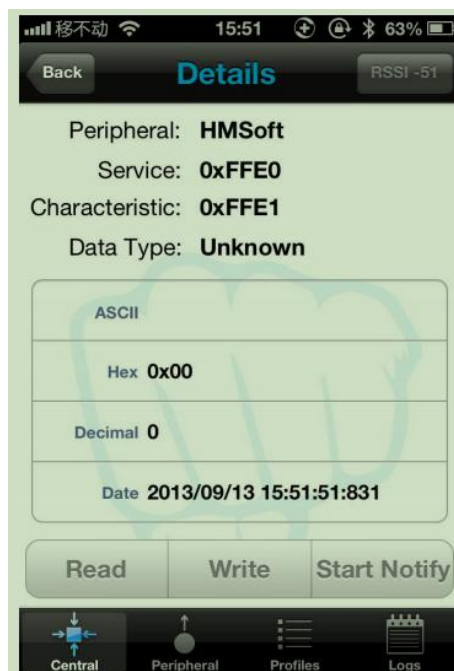 移不动 15:51 63%
Back Details RSSI -51
Peripheral: HMSoft
Service: 0xFFE0
Characteristic: 0xFFE1
Data Type: Unknown
ASCII
Hex 0x00
Decimal 0
Date 2013/09/13 15:51:51:831
Read Write Start Notify
Central Peripheral Profiles Logs